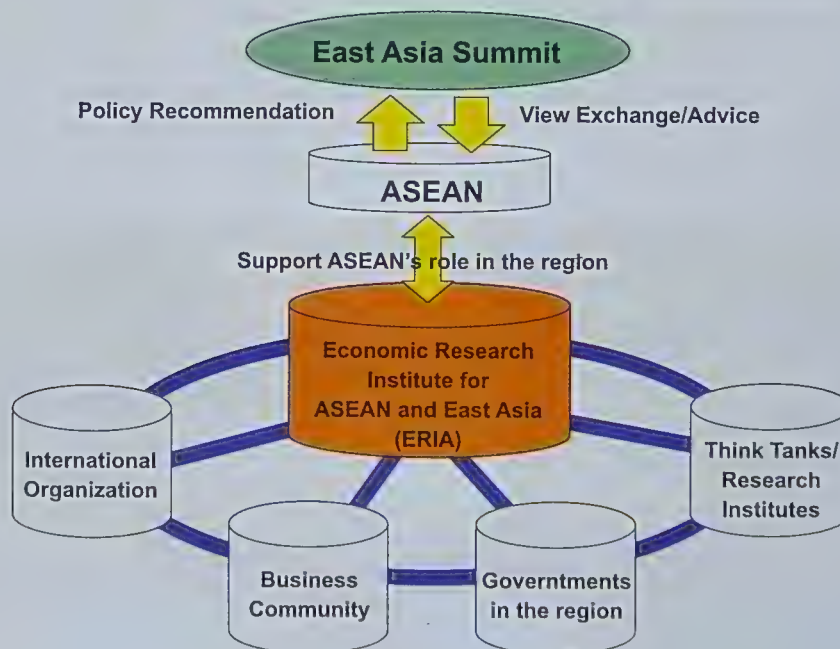 East Asia Summit
Policy Recommendation
View Exchange/Advice
ASEAN
Support ASEAN's role in the region
Economic Research
Institute for
ASEAN and East Asia
(ERIA)
International
Organization
Think Tanks/
Research
Institutes
Business
Community
Governtments
in the region